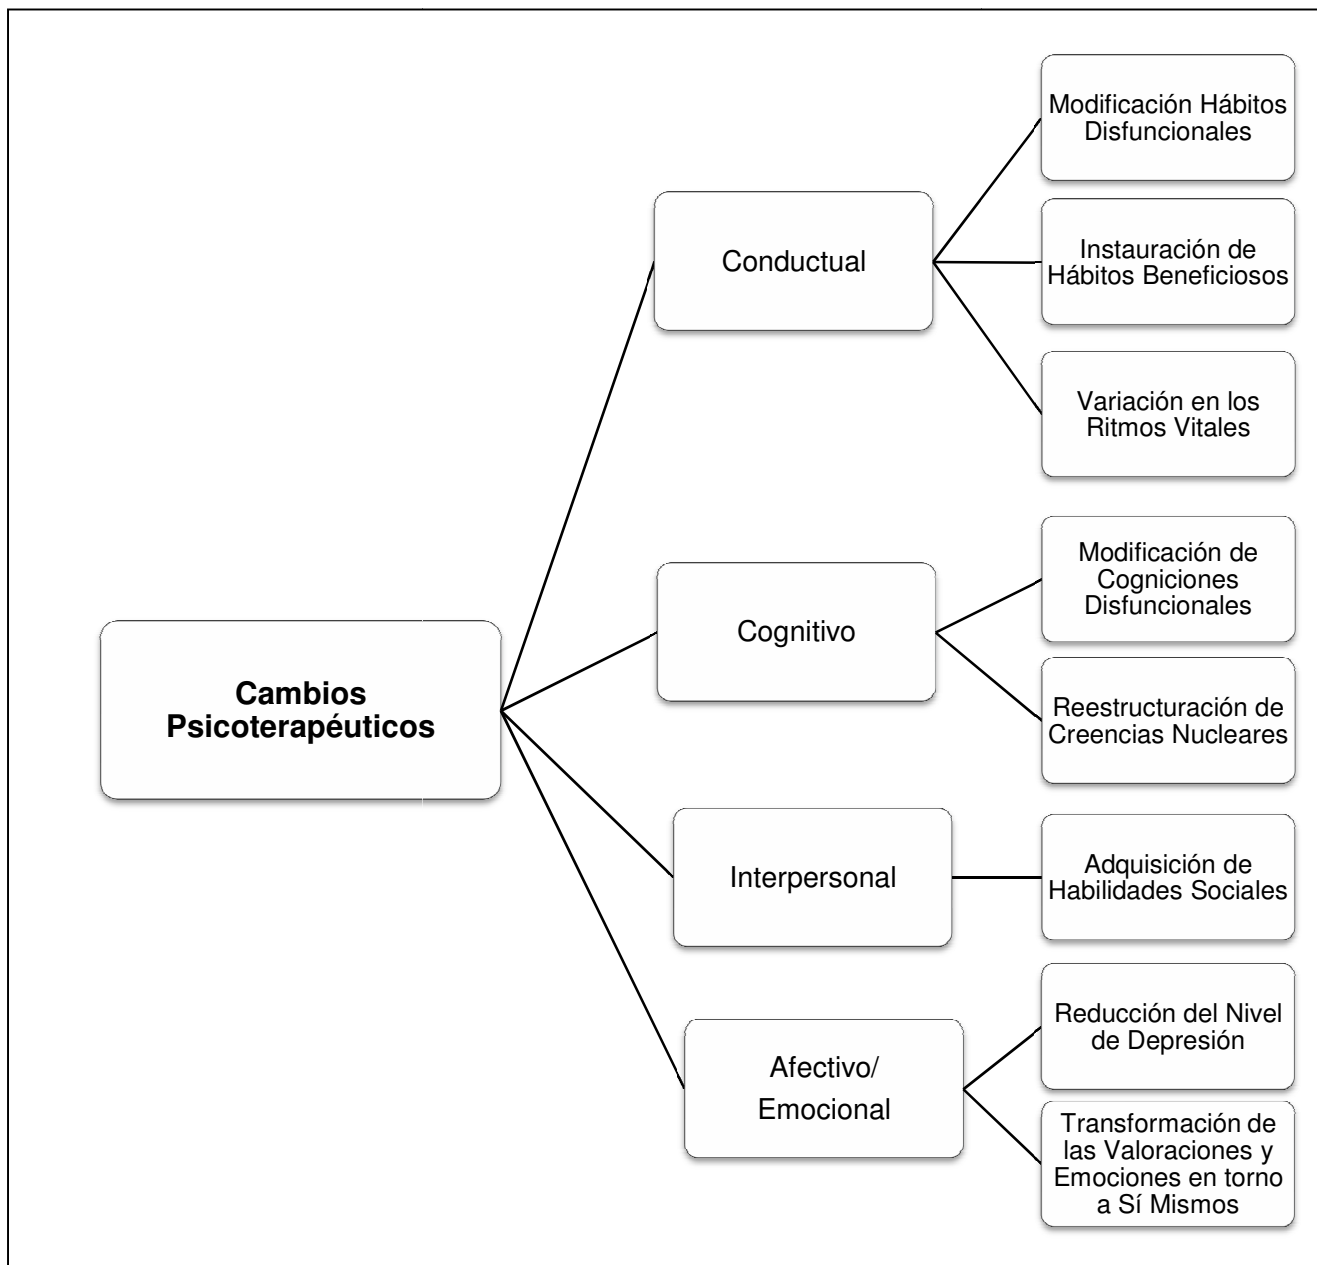 Cambios
Psicoterapéuticos
Conductual
Modificación Hábitos
Disfuncionales
Instauración de
Hábitos Beneficiosos
Variación en los
Ritmos Vitales
Cognitivo
Modificación de
Cogniciones
Disfuncionales
Reestructuración de
Creencias Nucleares
Interpersonal
Adquisición de
Habilidades Sociales
Afectivo/
Emocional
Reducción del Nivel
de Depresión
Transformación de
las Valoraciones y
Emociones en torno
a Sí Mismos